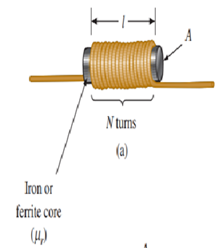 l
A
N turns
(a)
Iron or
ferrite core
(μr)